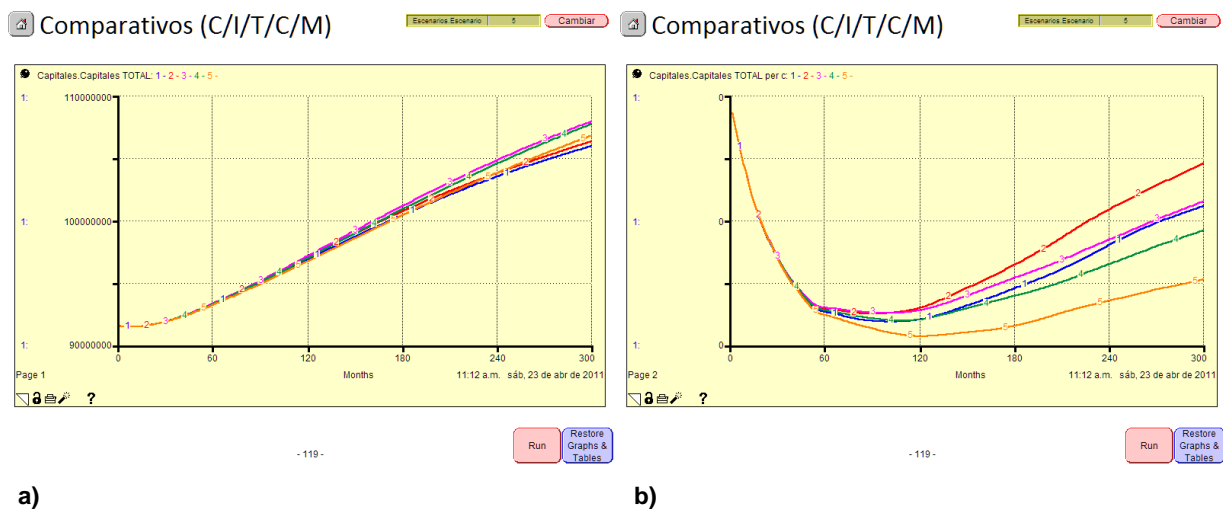 Comparativos (C/I/T/C/M)
Escenarios.Escenario 5
Cambiar
Capitales.Capitales TOTAL: 1 - 2 - 3 - 4 - 5 -
1: 110000000
1: 100000000
1: 90000000
0 60 120 180 240 300
Page 1 Months 11:12 a.m. sáb, 23 de abr de 2011
?
- 119 -
Run
Restore
Graphs &
Tables
a)
Comparativos (C/I/T/C/M)
Escenarios.Escenario 5
Cambiar
Capitales.Capitales TOTAL per c: 1 - 2 - 3 - 4 - 5 -
1: 0
1: 0
1: 0
0 60 120 180 240 300
Page 2 Months 11:12 a.m. sáb, 23 de abr de 2011
?
- 119 -
Run
Restore
Graphs &
Tables
b)